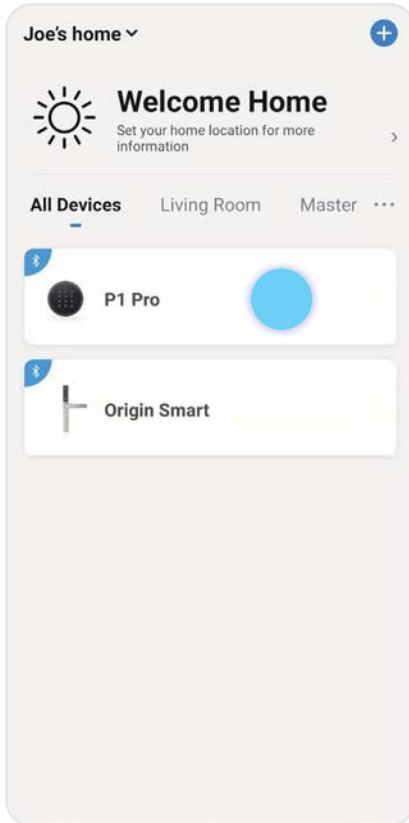 Joe's home
Welcome Home
Set your home location for more
information
All Devices Living Room Master ...
P1 Pro
Origin Smart